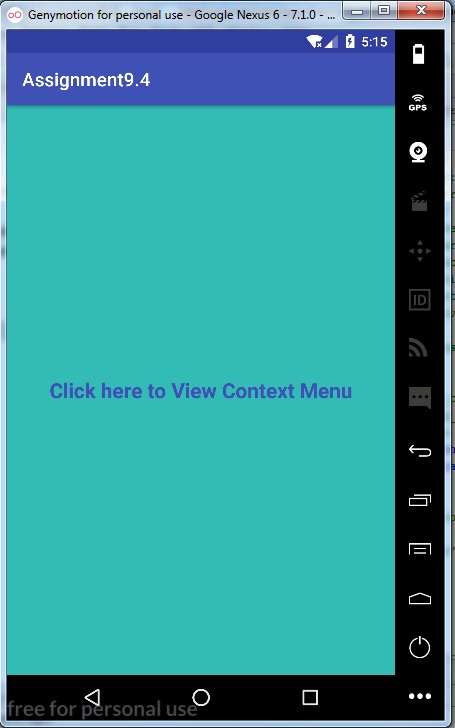 Genymotion for personal use - Google Nexus 6 - 7.1.0 - ...
5:15
Assignment9.4
GPS
ID
Click here to View Context Menu
free for personal use